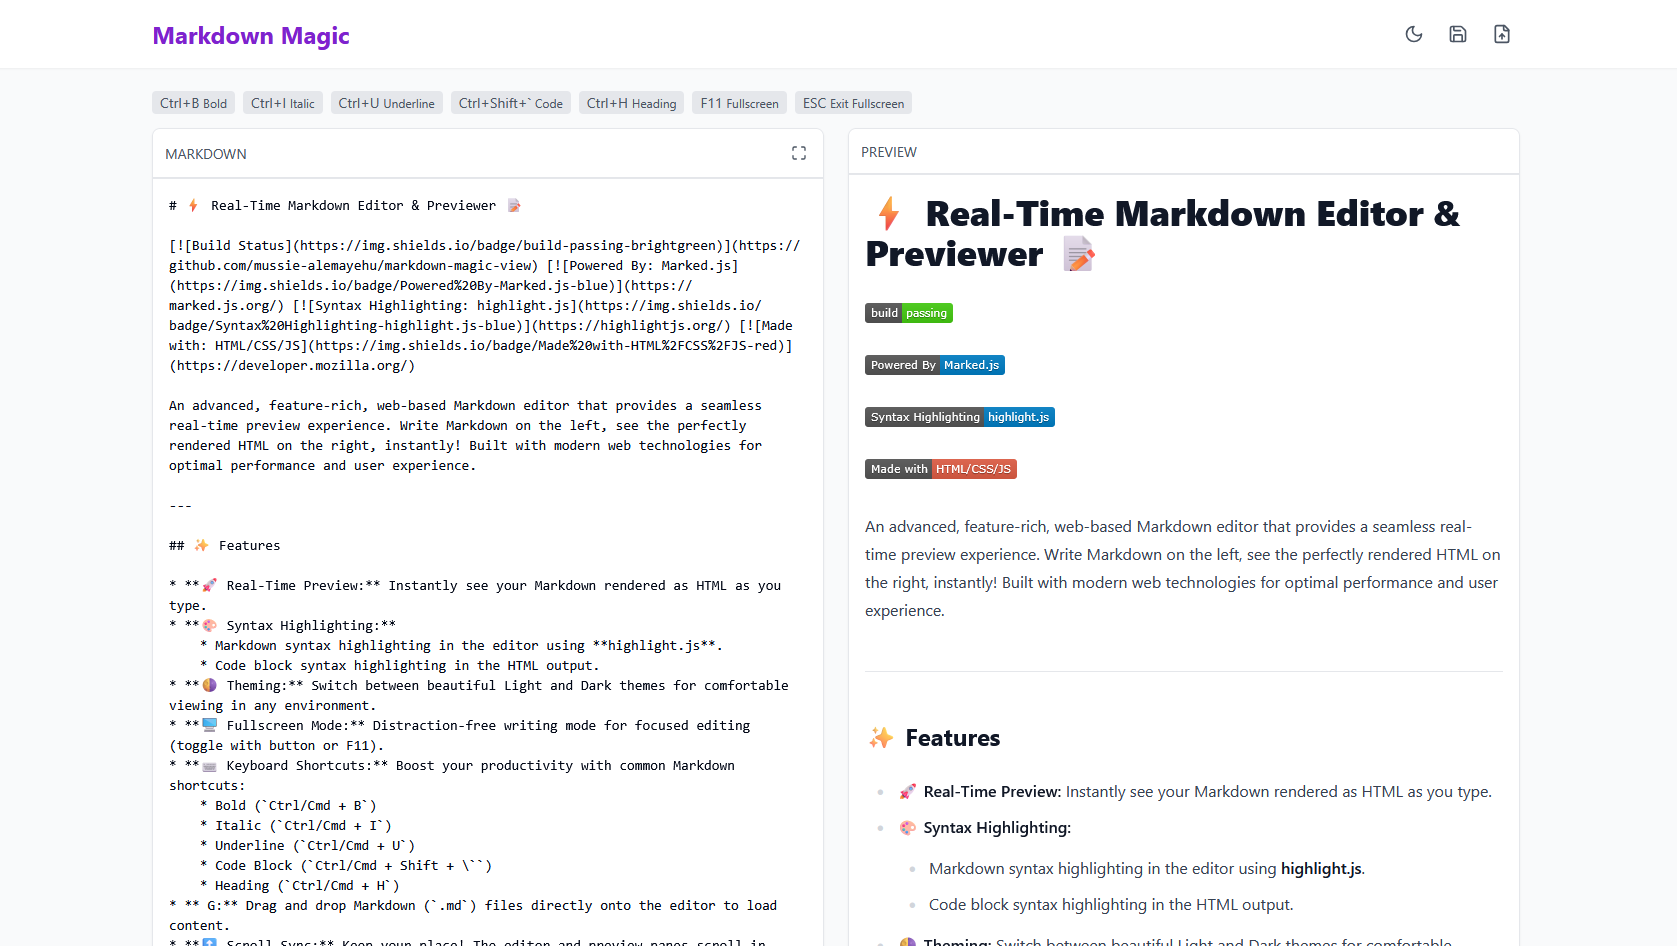 Markdown Magic
Ctrl+B Bold
Ctrl+I Italic
Ctrl+U Underline
Ctrl+Shift+` Code
Ctrl+H Heading
F11 Fullscreen
ESC Exit Fullscreen
MARKDOWN
# ⚡ Real-Time Markdown Editor & Previewer 📝
[![Build Status](https://img.shields.io/badge/build-passing-brightgreen)](https://
github.com/mussie-alemayehu/markdown-magic-view) [![Powered By: Marked.js]
(https://img.shields.io/badge/Powered%20By-Marked.js-blue)](https://
marked.js.org/) [![Syntax Highlighting: highlight.js](https://img.shields.io/
badge/Syntax%20Highlighting-highlight.js-blue)](https://highlightjs.org/) [![Made
with: HTML/CSS/JS](https://img.shields.io/badge/Made%20with-HTML%2FCSS%2FJS-red)]
(https://developer.mozilla.org/)
An advanced, feature-rich, web-based Markdown editor that provides a seamless
real-time preview experience. Write Markdown on the left, see the perfectly
rendered HTML on the right, instantly! Built with modern web technologies for
optimal performance and user experience.
---
## ✨ Features
* **🚀 Real-Time Preview:** Instantly see your Markdown rendered as HTML as you
type.
* **🎨 Syntax Highlighting:**
    * Markdown syntax highlighting in the editor using **highlight.js**.
    * Code block syntax highlighting in the HTML output.
* **🌗 Theming:** Switch between beautiful Light and Dark themes for comfortable
viewing in any environment.
* **🖥️ Fullscreen Mode:** Distraction-free writing mode for focused editing
(toggle with button or F11).
* **⌨️ Keyboard Shortcuts:** Boost your productivity with common Markdown
shortcuts:
    * Bold (`Ctrl/Cmd + B`)
    * Italic (`Ctrl/Cmd + I`)
    * Underline (`Ctrl/Cmd + U`)
    * Code Block (`Ctrl/Cmd + Shift + \``)
    * Heading (`Ctrl/Cmd + H`)
* ** G:** Drag and drop Markdown (`.md`) files directly onto the editor to load
content.
* **↕️ Scroll Sync:** Keep your place! The editor and preview panes scroll in
PREVIEW
⚡ Real-Time Markdown Editor &
Previewer 📝
build passing
Powered By Marked.js
Syntax Highlighting highlight.js
Made with HTML/CSS/JS
An advanced, feature-rich, web-based Markdown editor that provides a seamless real-
time preview experience. Write Markdown on the left, see the perfectly rendered HTML on
the right, instantly! Built with modern web technologies for optimal performance and user
experience.
✨ Features
🚀 Real-Time Preview: Instantly see your Markdown rendered as HTML as you type.
🎨 Syntax Highlighting:
Markdown syntax highlighting in the editor using highlight.js.
Code block syntax highlighting in the HTML output.
🌗 Theming: Switch between beautiful Light and Dark themes for comfortable